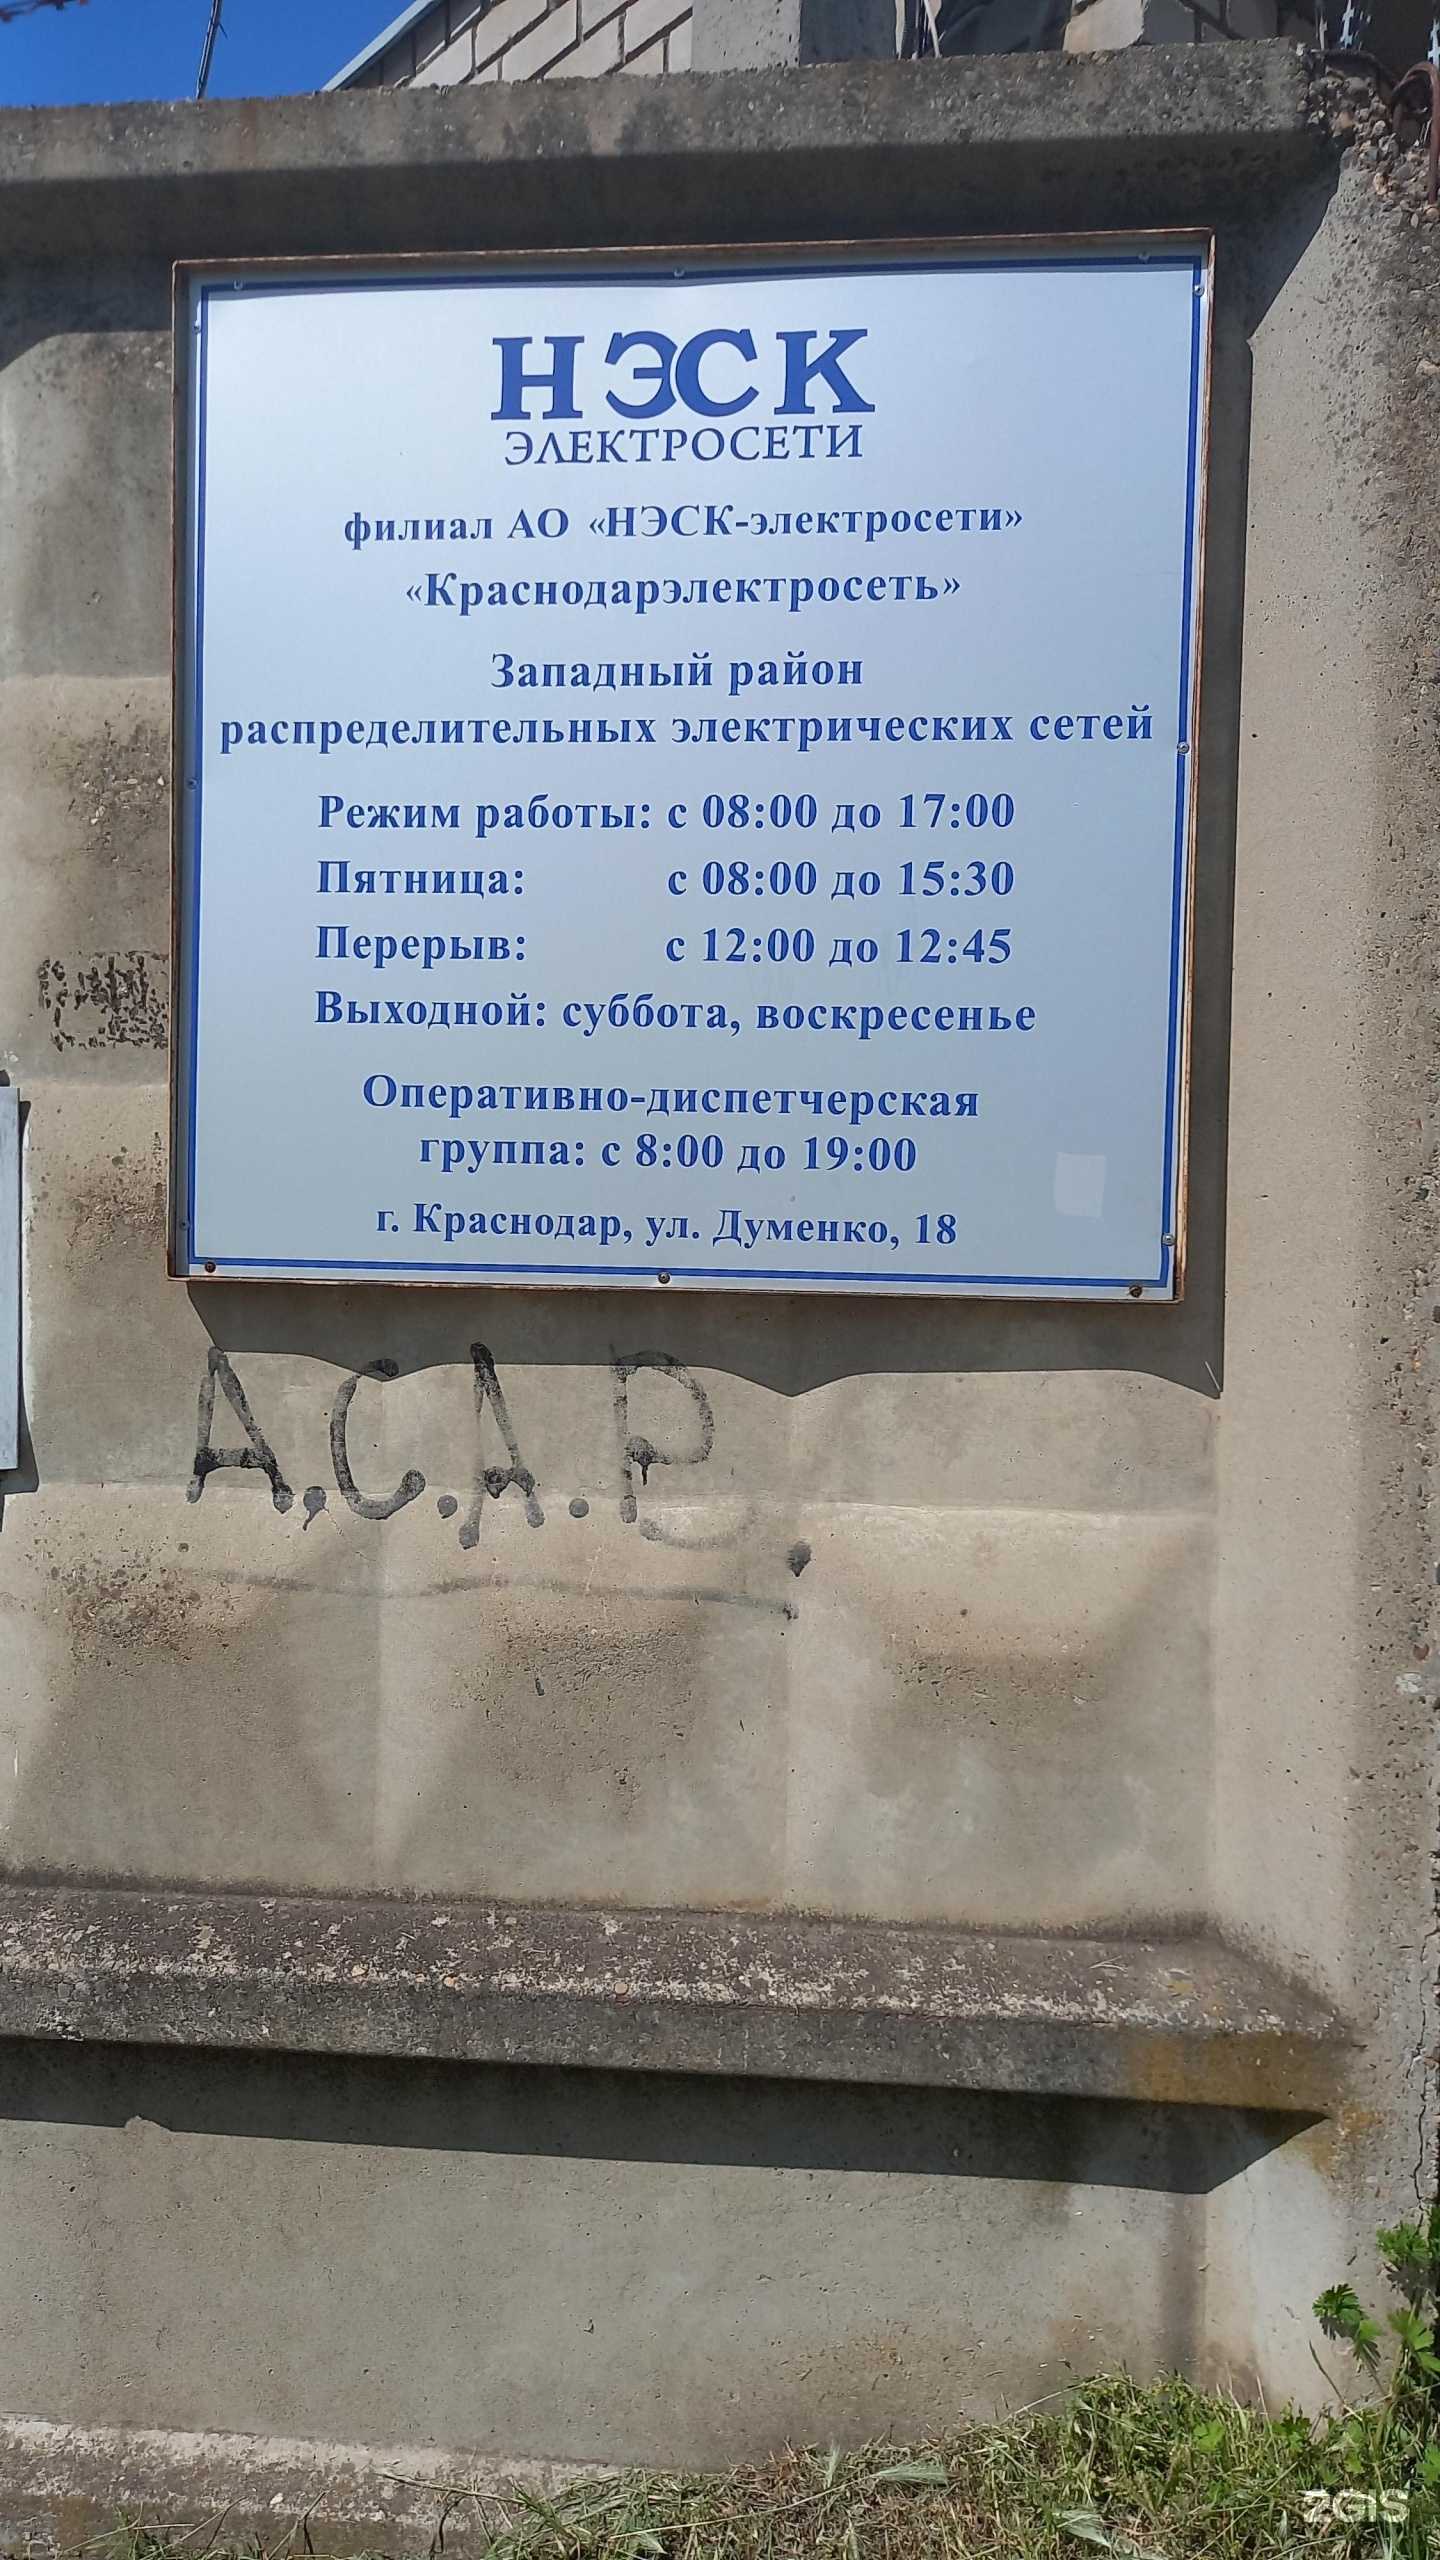 НЭСК
ЭЛЕКТРОСЕТИ
филиал АО «НЭСК-электросети»
«Краснодарэлектросеть»
Западный район
распределительных электрических сетей
Режим работы: с 08:00 до 17:00
Пятница: с 08:00 до 15:30
Перерыв: с 12:00 до 12:45
Выходной: суббота, воскресенье
Оперативно-диспетчерская
группа: с 8:00 до 19:00
г. Краснодар, ул. Думенко, 18
A.C.A.P.
2GIS